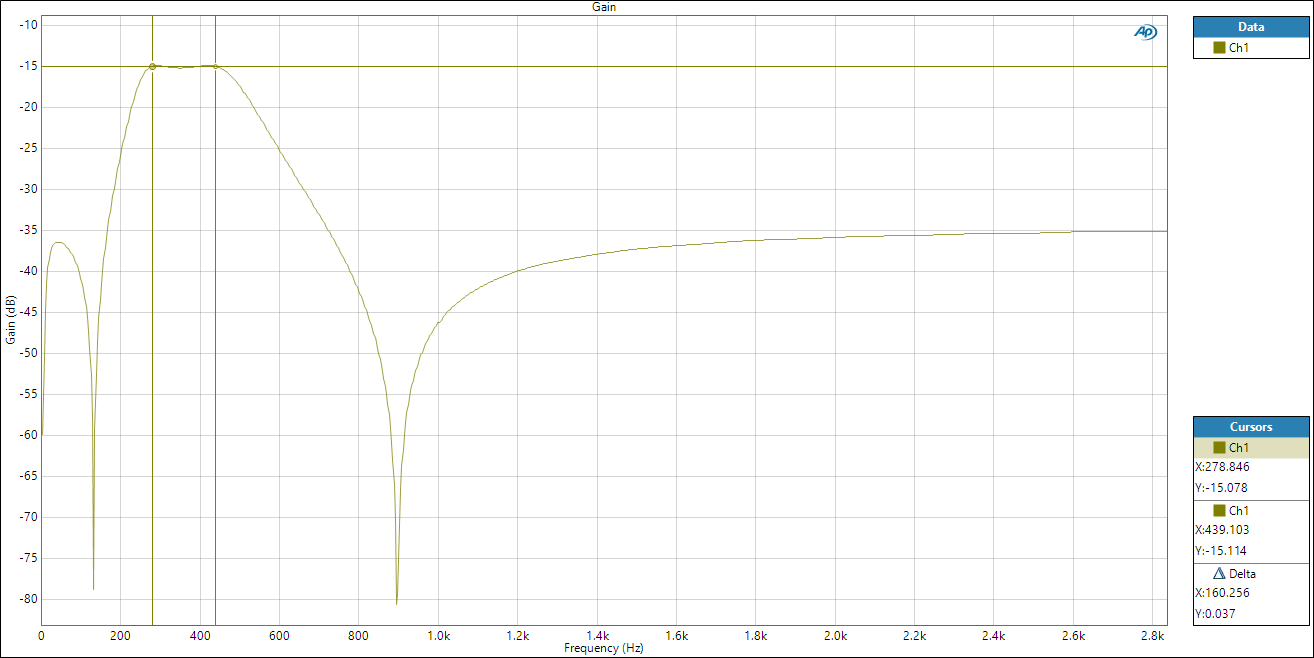 Gain
-10
-15
-20
-25
-30
-35
-40
-45
-50
-55
-60
-65
-70
-75
-80
Gain (dB)
0 200 400 600 800 1.0k 1.2k 1.4k 1.6k 1.8k 2.0k 2.2k 2.4k 2.6k 2.8k
Frequency (Hz)
AP
Data
Ch1
Cursors
Ch1
X:278.846
Y:-15.078
Ch1
X:439.103
Y:-15.114
Delta
X:160.256
Y:0.037